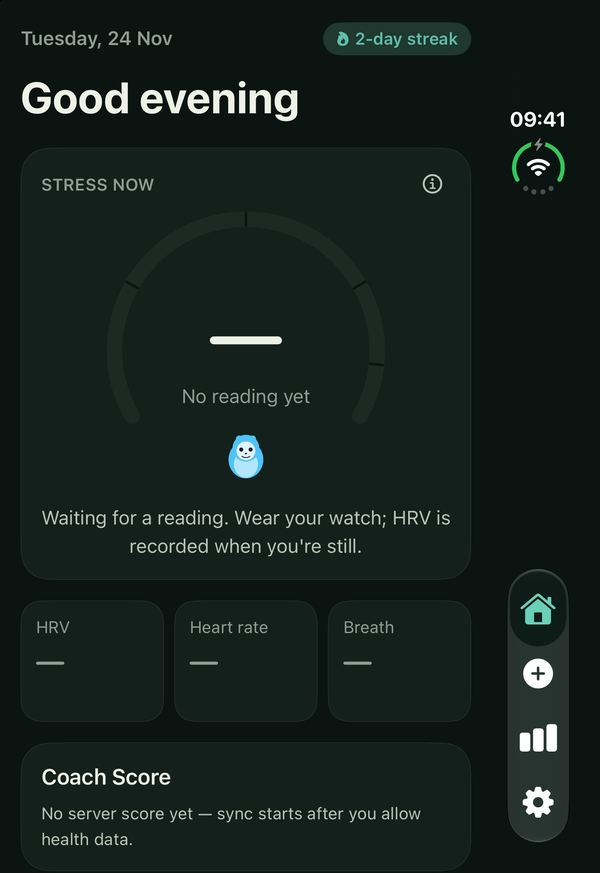 Tuesday, 24 Nov
2-day streak
Good evening
09:41
STRESS NOW
—
No reading yet
Waiting for a reading. Wear your watch; HRV is
recorded when you're still.
HRV
—
Heart rate
—
Breath
—
Coach Score
No server score yet — sync starts after you allow
health data.